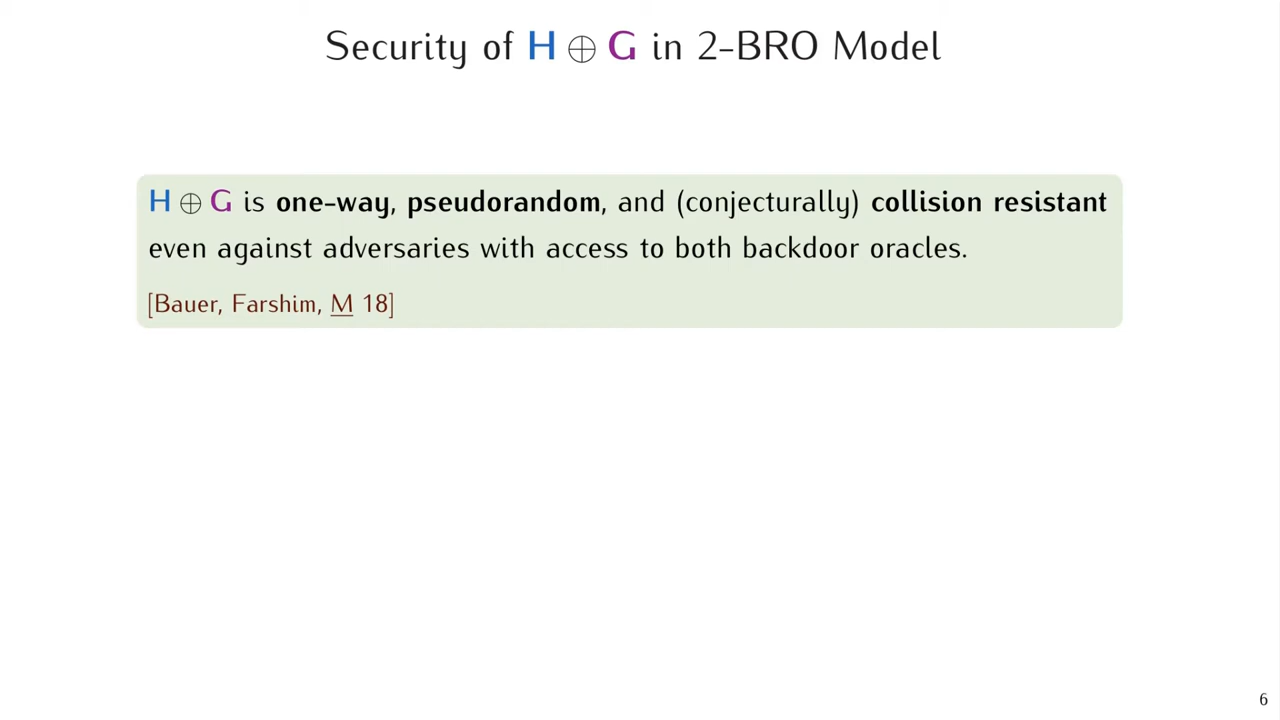 Security of H ⊕ G in 2-BRO Model
H ⊕ G is one-way, pseudorandom, and (conjecturally) collision resistant
even against adversaries with access to both backdoor oracles.
[Bauer, Farshim, M 18]
6